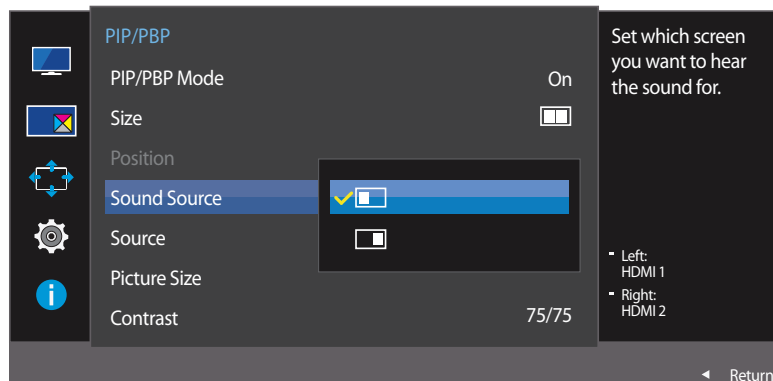 PIP/PBP
PIP/PBP Mode On
Size
Position
Sound Source
Source
Picture Size
Contrast 75/75
Set which screen
you want to hear
the sound for.
Left:
HDMI 1
Right:
HDMI 2
Return